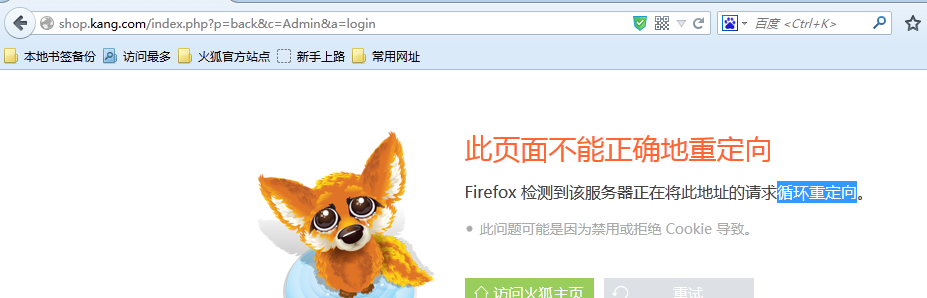 shop.kang.com/index.php?p=back&c=Admin&a=login
百度 <Ctrl+K>
本地书签备份 访问最多 火狐官方站点 新手上路 常用网址
此页面不能正确地重定向
Firefox 检测到该服务器正在将此地址的请求循环重定向。
此问题可能是因为禁用或拒绝 Cookie 导致。
访问火狐主页 重试